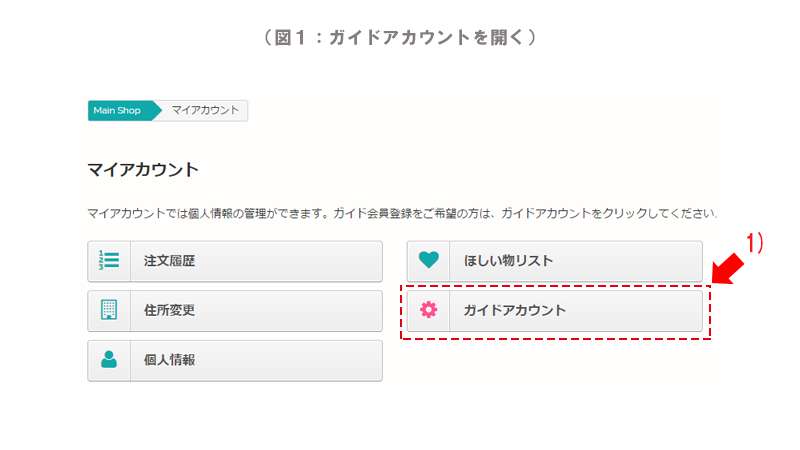 （図１：ガイドアカウントを開く）
Main Shop
マイアカウント
マイアカウント
マイアカウントでは個人情報の管理ができます。ガイド会員登録をご希望の方は、ガイドアカウントをクリックしてください.
1)
注文履歴
ほしい物リスト
住所変更
ガイドアカウント
個人情報